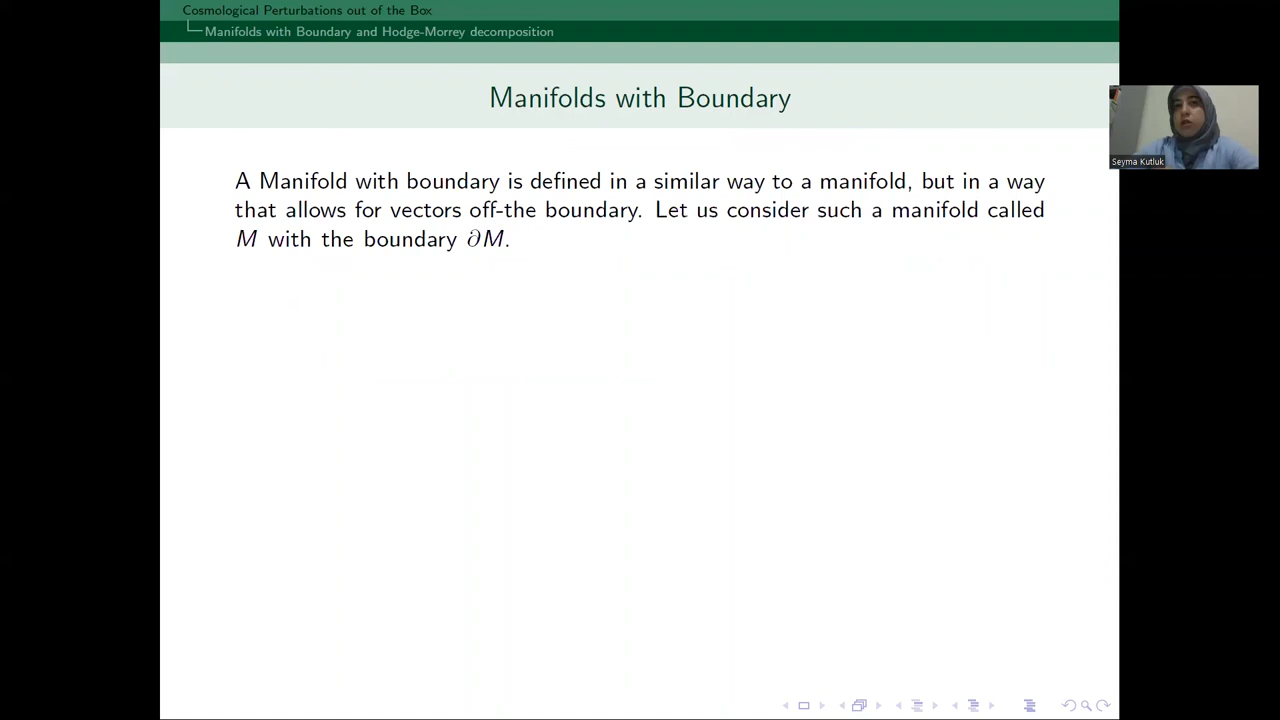 Cosmological Perturbations out of the Box
Manifolds with Boundary and Hodge-Morrey decomposition
Manifolds with Boundary
A Manifold with boundary is defined in a similar way to a manifold, but in a way
that allows for vectors off-the boundary. Let us consider such a manifold called
M with the boundary ∂M.
Seyma Kutluk